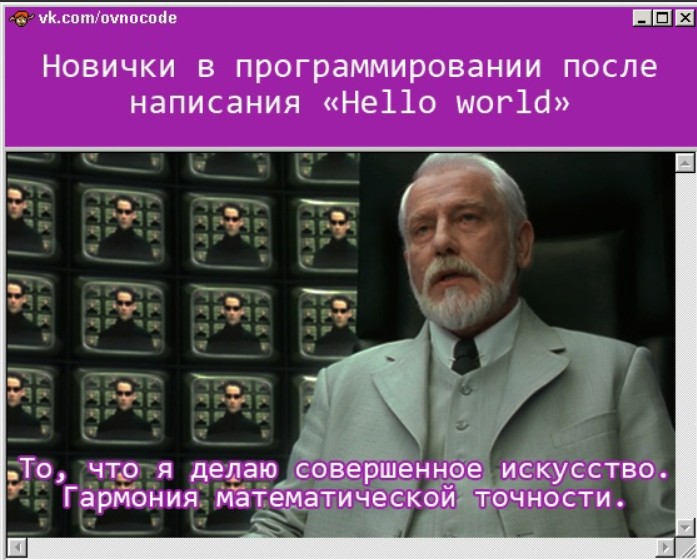 vk.com/ovnocode
Новички в программировании после
написания «Hello world»
То, что я делаю совершенное искусство.
Гармония математической точности.